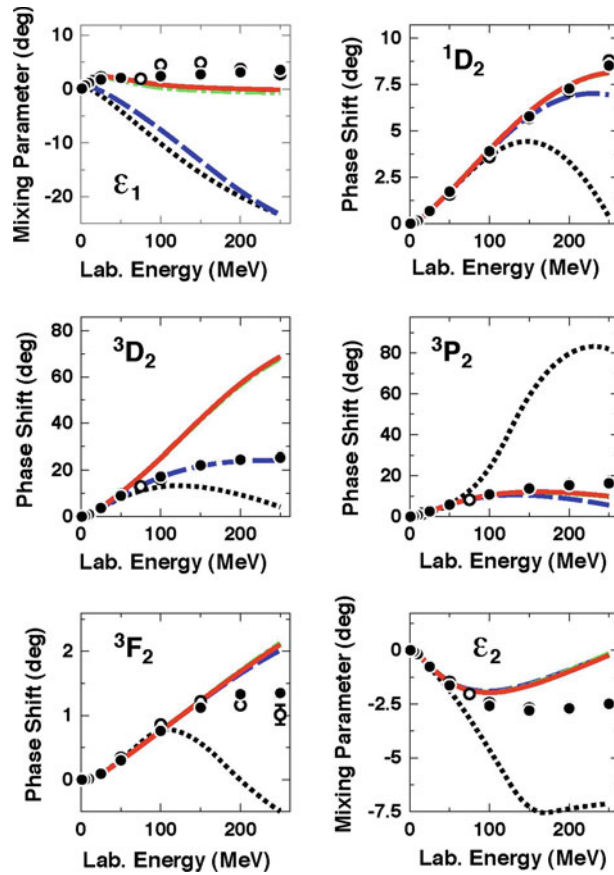 10
0
-10
-20
ε1
0 100 200
Mixing Parameter (deg)
Lab. Energy (MeV)
10
7.5
5
2.5
0
1D2
0 100 200
Phase Shift (deg)
Lab. Energy (MeV)
80
60
40
20
0
3D2
0 100 200
Phase Shift (deg)
Lab. Energy (MeV)
80
60
40
20
0
3P2
0 100 200
Phase Shift (deg)
Lab. Energy (MeV)
2
1
0
3F2
0 100 200
Phase Shift (deg)
Lab. Energy (MeV)
0
-2.5
-5
-7.5
ε2
0 100 200
Mixing Parameter (deg)
Lab. Energy (MeV)